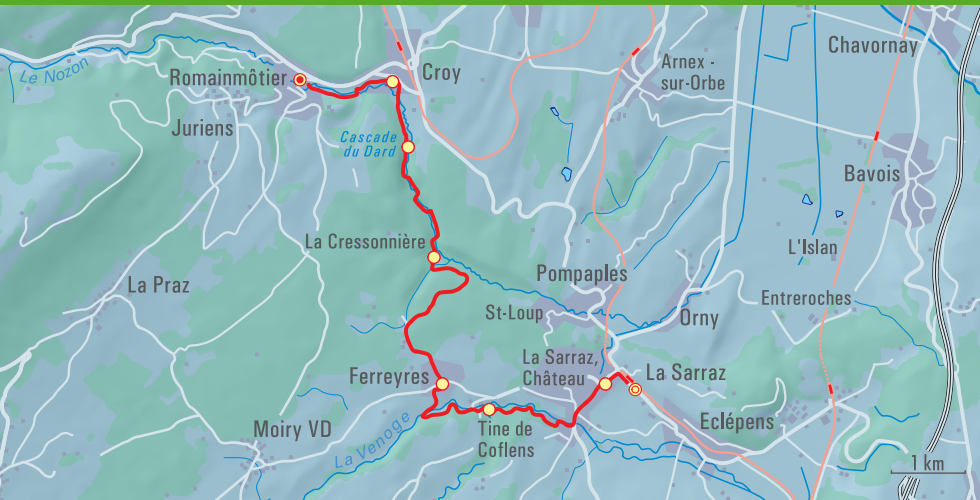 Chavornay
Le Nozon
Romainmôtier
Croy
Arnex -
sur-Orbe
Juriens
Cascade
du Dard
Bavois
La Cressonnière
L'Islan
La Praz
Pompaples
Entreroches
St-Loup
Orny
La Sarraz,
Château
La Sarraz
Ferreyres
Eclépens
Moiry VD
La Venoge
Tine de
Coflens
1 km